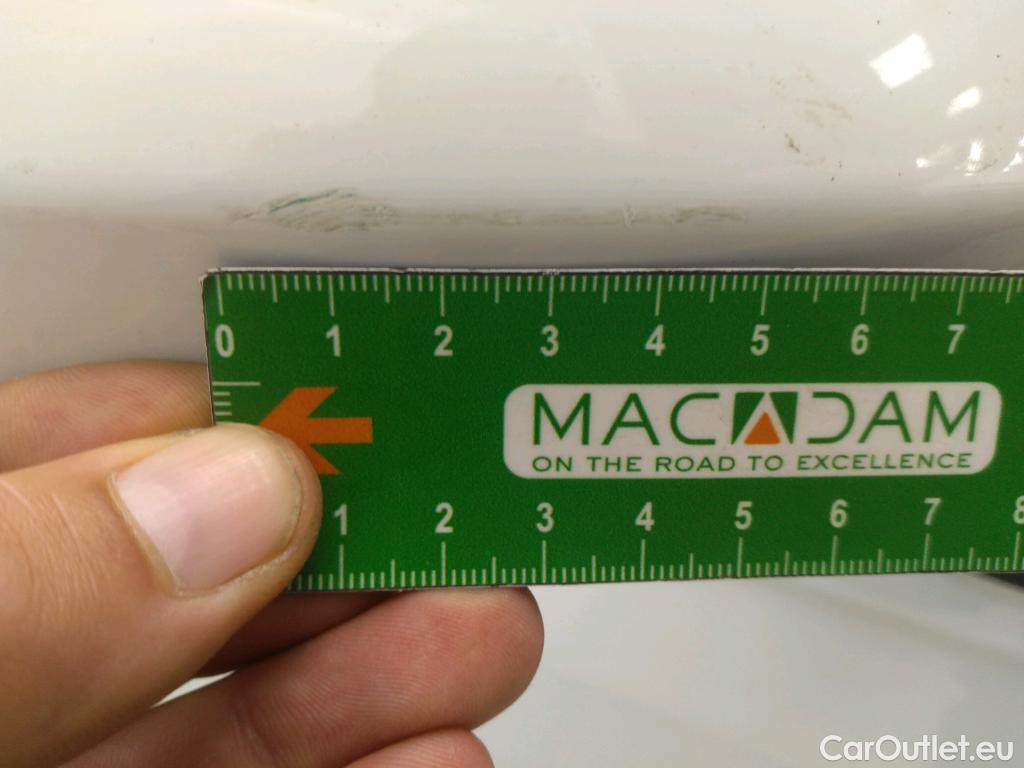 0 1 2 3 4 5 6 7
MACADAM
ON THE ROAD TO EXCELLENCE
1 2 3 4 5 6 7 8
CarOutlet.eu